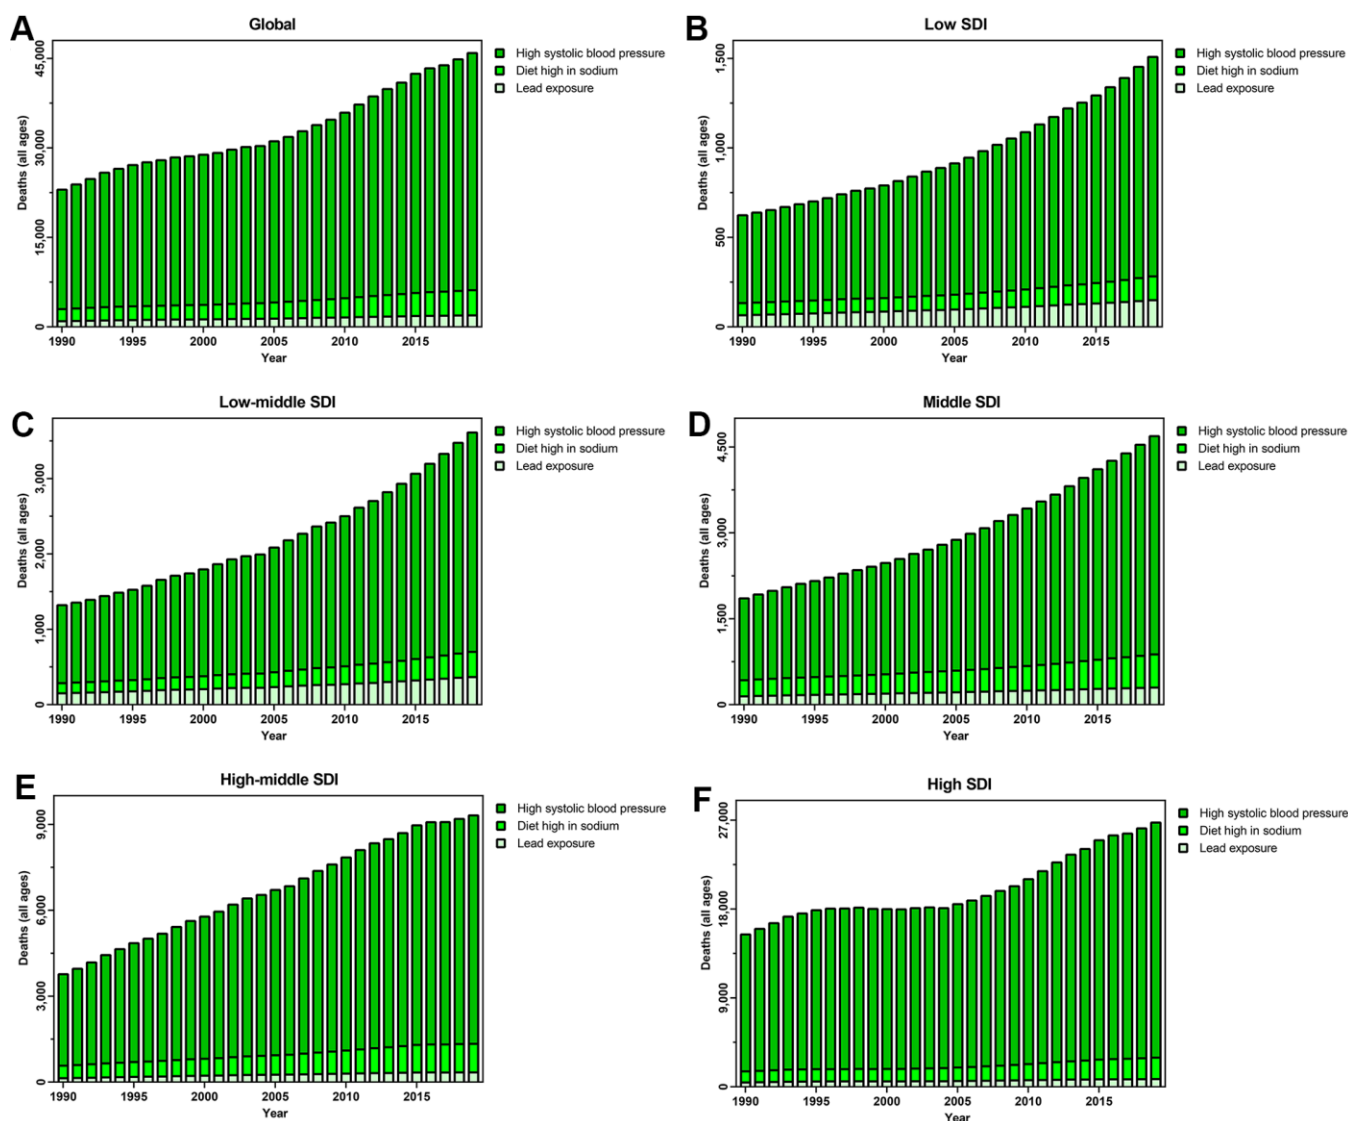 A
Global
High systolic blood pressure
Diet high in sodium
Lead exposure
Deaths (all ages)
45,000
30,000
15,000
0
1990 1995 2000 2005 2010 2015
Year
B
Low SDI
High systolic blood pressure
Diet high in sodium
Lead exposure
Deaths (all ages)
1,500
1,000
500
0
1990 1995 2000 2005 2010 2015
Year
C
Low-middle SDI
High systolic blood pressure
Diet high in sodium
Lead exposure
Deaths (all ages)
3,000
2,000
1,000
0
1990 1995 2000 2005 2010 2015
Year
D
Middle SDI
High systolic blood pressure
Diet high in sodium
Lead exposure
Deaths (all ages)
4,500
3,000
1,500
0
1990 1995 2000 2005 2010 2015
Year
E
High-middle SDI
High systolic blood pressure
Diet high in sodium
Lead exposure
Deaths (all ages)
9,000
6,000
3,000
0
1990 1995 2000 2005 2010 2015
Year
F
High SDI
High systolic blood pressure
Diet high in sodium
Lead exposure
Deaths (all ages)
27,000
18,000
9,000
0
1990 1995 2000 2005 2010 2015
Year